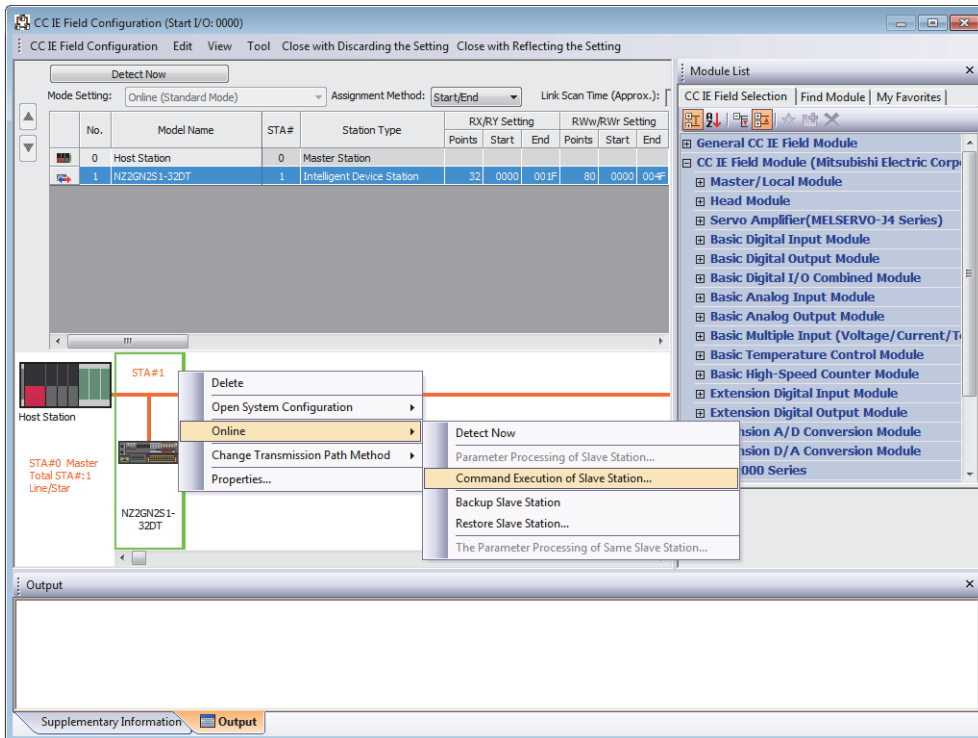 CC IE Field Configuration (Start I/O: 0000)
CC IE Field Configuration Edit View Tool Close with Discarding the Setting Close with Reflecting the Setting
Detect Now
Mode Setting: Online (Standard Mode) Assignment Method: Start/End Link Scan Time (Approx.):
No. Model Name STA# Station Type RX/RY Setting RWw/RWr Setting
Points Start End Points Start End
0 Host Station 0 Master Station
1 NZ2GN2S1-32DT 1 Intelligent Device Station 32 0000 001F 80 0000 004F
Module List
CC IE Field Selection Find Module My Favorites
General CC IE Field Module
CC IE Field Module (Mitsubishi Electric Corp
Master/Local Module
Head Module
Servo Amplifier(MELSERVO-J4 Series)
Basic Digital Input Module
Basic Digital Output Module
Basic Digital I/O Combined Module
Basic Analog Input Module
Basic Analog Output Module
Basic Multiple Input (Voltage/Current/T
Basic Temperature Control Module
Basic High-Speed Counter Module
Extension Digital Input Module
Extension Digital Output Module
nsion A/D Conversion Module
nsion D/A Conversion Module
000 Series
STA#1
Host Station
STA#0 Master
Total STA#:1
Line/Star
NZ2GN2S1-
32DT
Delete
Open System Configuration
Online
Change Transmission Path Method
Properties...
Detect Now
Parameter Processing of Slave Station...
Command Execution of Slave Station...
Backup Slave Station
Restore Slave Station...
The Parameter Processing of Same Slave Station...
Output
Supplementary Information Output